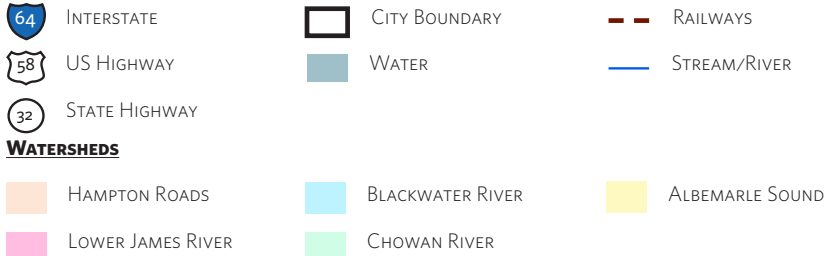 64 Interstate City Boundary Railways
58 US Highway Water Stream/River
32 State Highway
Watersheds
Hampton Roads Blackwater River Albemarle Sound
Lower James River Chowan River